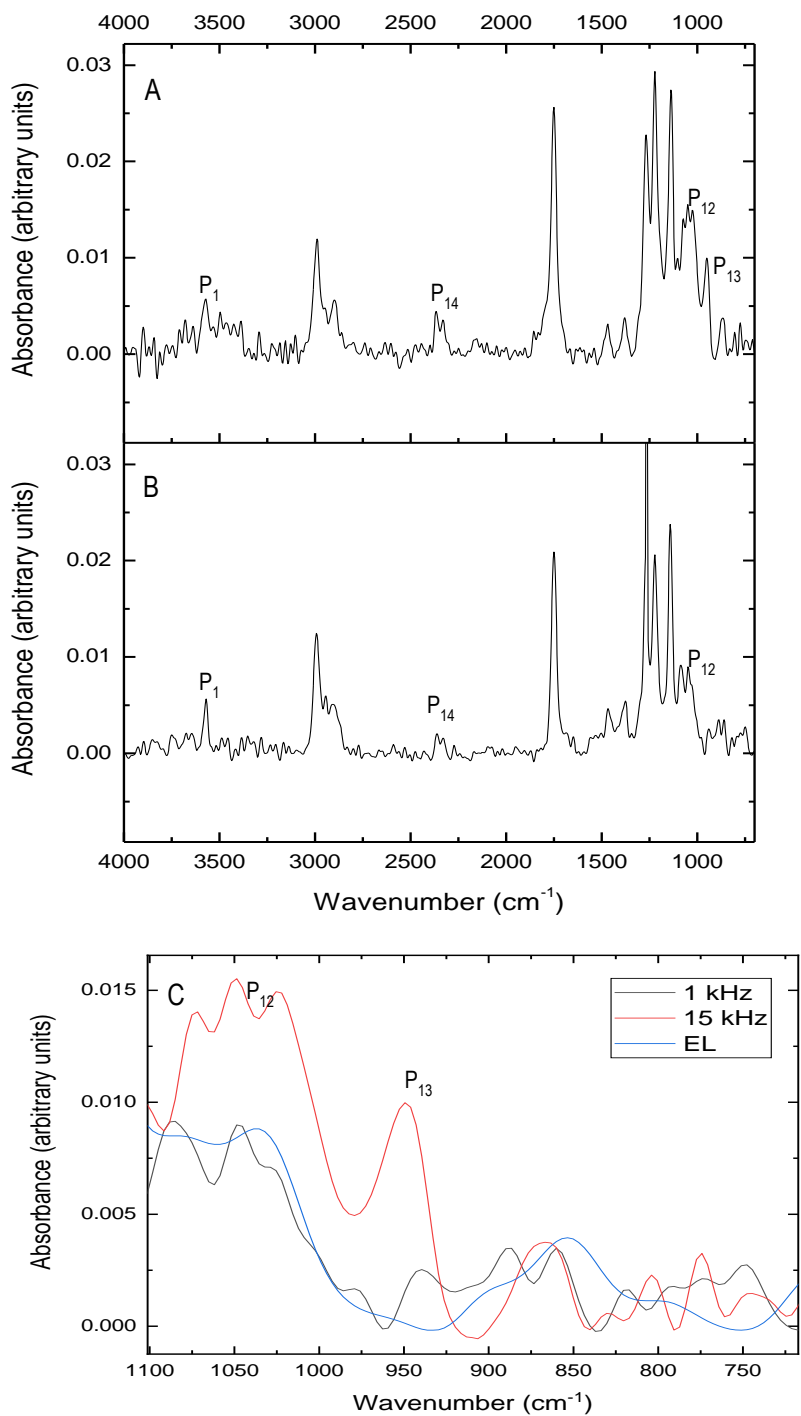 4000 3500 3000 2500 2000 1500 1000
A
0.03
0.02
0.01
0.00
Absorbance (arbitrary units)
P₁
P₁₄
P₁₂
P₁₃
B
0.03
0.02
0.01
0.00
Absorbance (arbitrary units)
P₁
P₁₄
P₁₂
4000 3500 3000 2500 2000 1500 1000
Wavenumber (cm⁻¹)
C
0.015
0.010
0.005
0.000
Absorbance (arbitrary units)
P₁₂
P₁₃
1 kHz
15 kHz
EL
1100 1050 1000 950 900 850 800 750
Wavenumber (cm⁻¹)